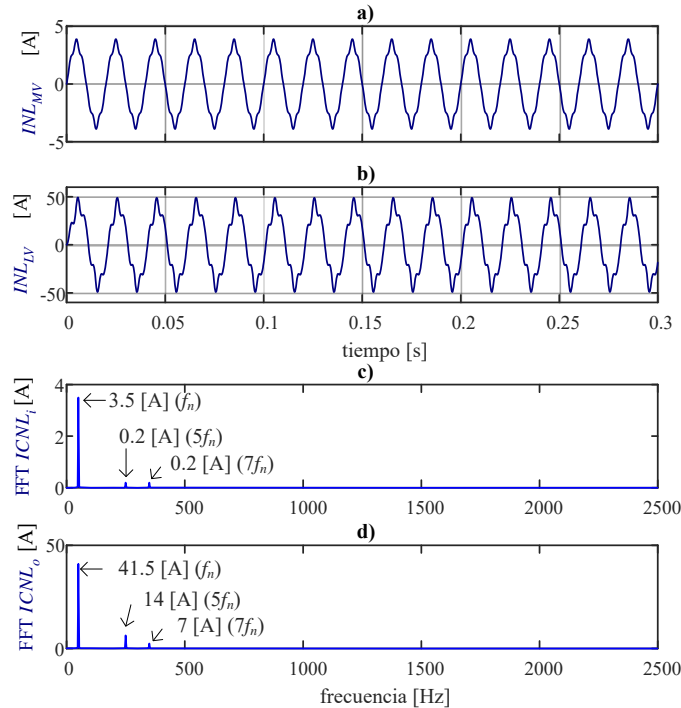 a)
[A]
INL_MV
5
0
-5
b)
[A]
INL_LV
50
0
-50
0 0.05 0.1 0.15 0.2 0.25 0.3
tiempo [s]
c)
FFT ICNL_i [A]
4
2
0
3.5 [A] (f_n)
0.2 [A] (5f_n)
0.2 [A] (7f_n)
0 500 1000 1500 2000 2500
d)
FFT ICNL_o [A]
50
0
41.5 [A] (f_n)
14 [A] (5f_n)
7 [A] (7f_n)
0 500 1000 1500 2000 2500
frecuencia [Hz]